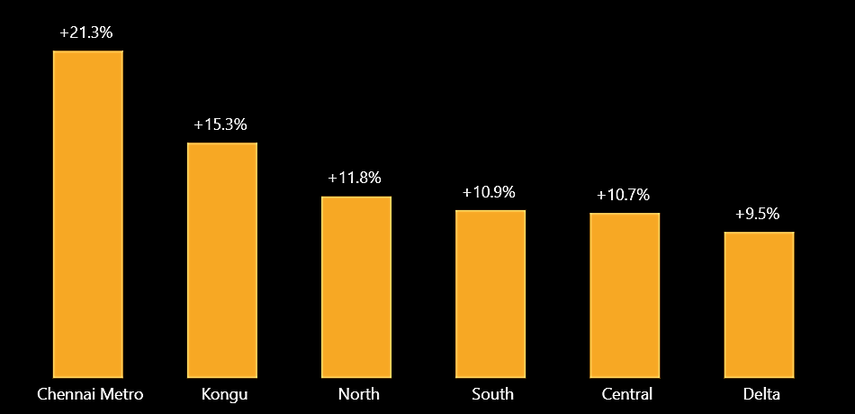 +21.3%
+15.3%
+11.8%
+10.9%
+10.7%
+9.5%
Chennai Metro
Kongu
North
South
Central
Delta